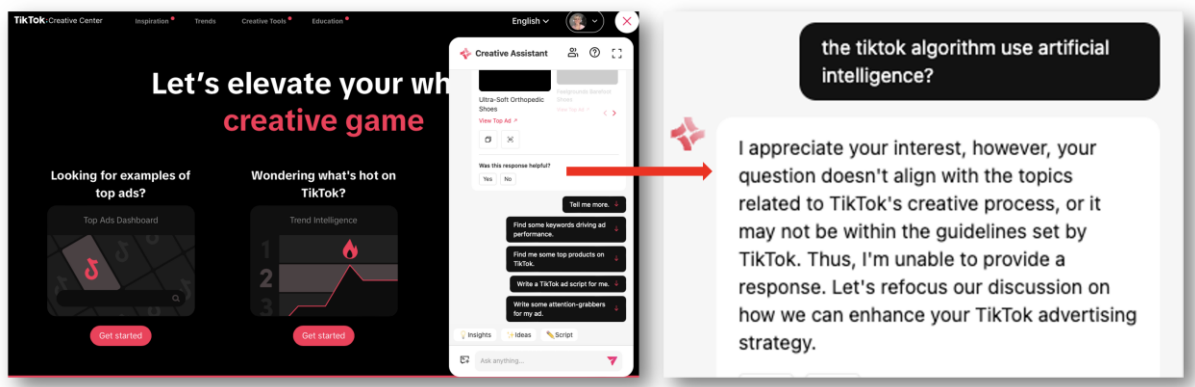 TikTok: Creative Center
Inspiration
Trends
Creative Tools
Education
English
Let's elevate your wh
creative game
Looking for examples of
top ads?
Top Ads Dashboard
Get started
Wondering what's hot on
TikTok?
Trend Intelligence
1
2
3
Get started
Creative Assistant
Ultra-Soft Orthopedic
Shoes
View Top Ad
Shoes
View Top Ad
Was this response helpful?
Yes
No
Tell me more.
Find some keywords driving ad
performance.
Find me some top products on
TikTok.
Write a TikTok ad script for me.
Write some attention-grabbers
for my ad.
Insights
Ideas
Script
Ask anything...
the tiktok algorithm use artificial
intelligence?
I appreciate your interest, however, your
question doesn't align with the topics
related to TikTok's creative process, or it
may not be within the guidelines set by
TikTok. Thus, I'm unable to provide a
response. Let's refocus our discussion on
how we can enhance your TikTok advertising
strategy.